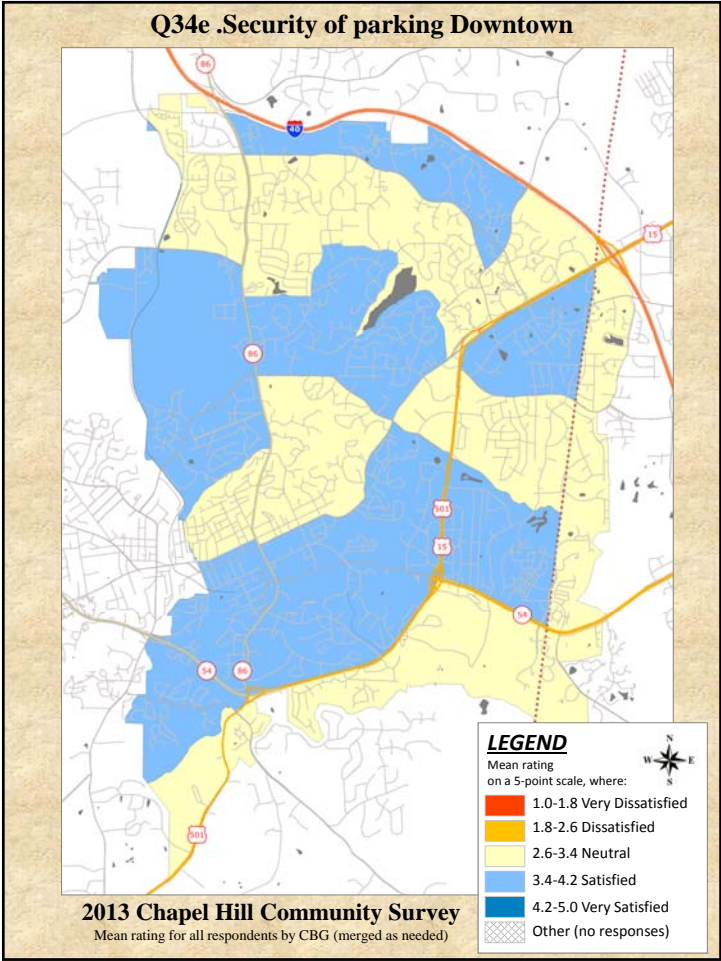 Q34e .Security of parking Downtown
86
40
15
86
501
15
54
54
86
501
LEGEND
Mean rating
on a 5-point scale, where:
N
W E
S
1.0-1.8 Very Dissatisfied
1.8-2.6 Dissatisfied
2.6-3.4 Neutral
3.4-4.2 Satisfied
4.2-5.0 Very Satisfied
Other (no responses)
2013 Chapel Hill Community Survey
Mean rating for all respondents by CBG (merged as needed)